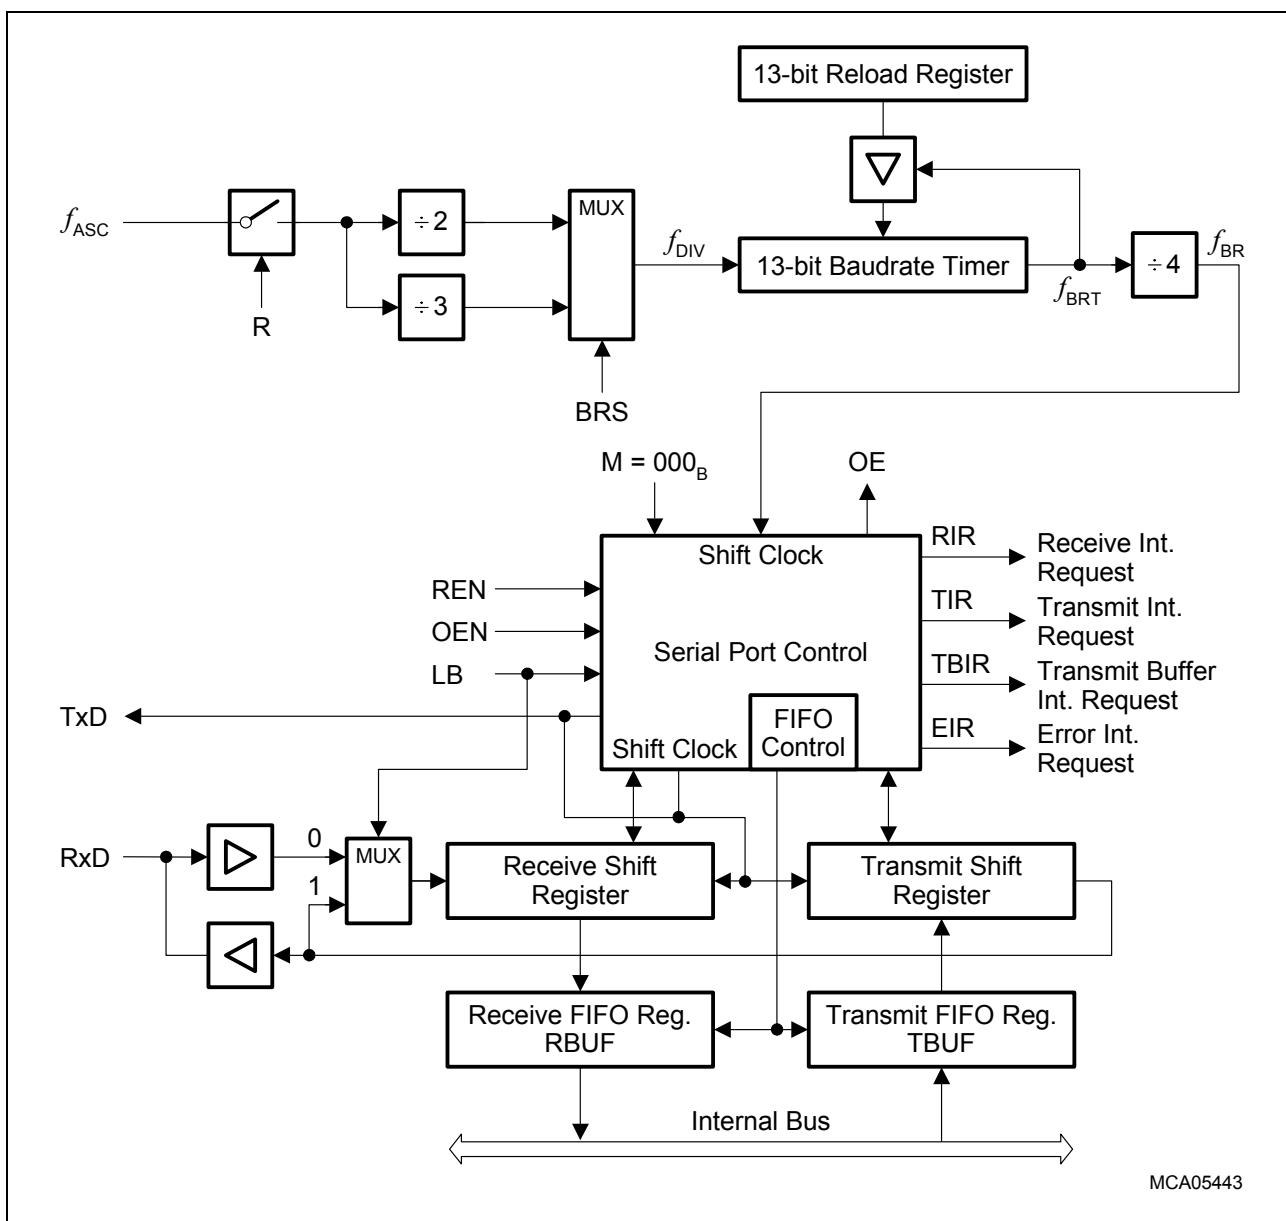 13-bit Reload Register
fASC
÷2
MUX
fDIV
13-bit Baudrate Timer
fBRT
÷4
fBR
÷3
R
BRS
M = 000B
OE
Shift Clock
RIR
Receive Int.
Request
REN
TIR
Transmit Int.
Request
OEN
Serial Port Control
LB
TBIR
Transmit Buffer
Int. Request
TxD
FIFO
Control
Shift Clock
EIR
Error Int.
Request
RxD
0
MUX
1
Receive Shift
Register
Transmit Shift
Register
Receive FIFO Reg.
RBUF
Transmit FIFO Reg.
TBUF
Internal Bus
MCA05443